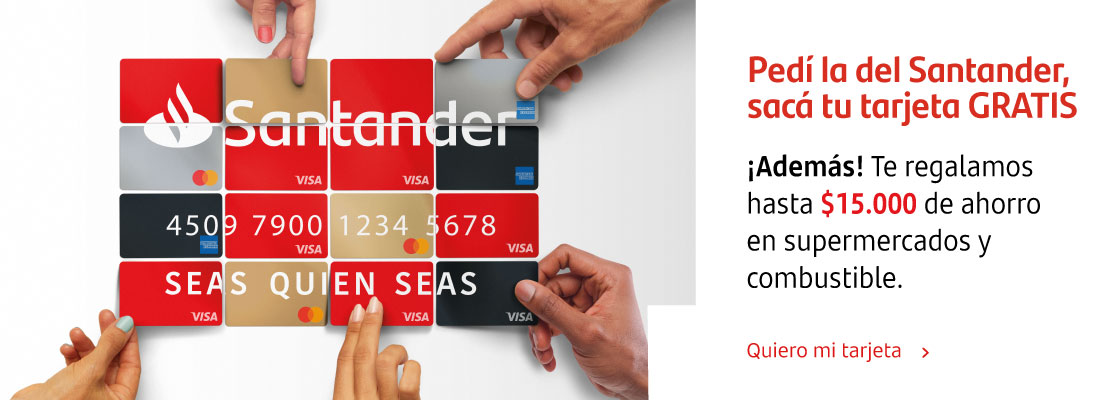 Santander
VISA
VISA
4509 7900 1234 5678
VISA
VISA
SEAS QUIEN SEAS
VISA
VISA
VISA
Pedí la del Santander,
sacá tu tarjeta GRATIS
¡Además! Te regalamos
hasta $15.000 de ahorro
en supermercados y
combustible.
Quiero mi tarjeta >